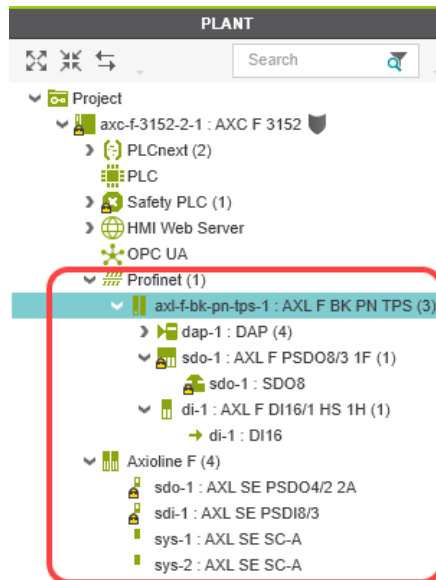 PLANT
Search
Project
axc-f-3152-2-1 : AXC F 3152
PLCnext (2)
PLC
Safety PLC (1)
HMI Web Server
OPC UA
Profinet (1)
axl-f-bk-pn-tps-1 : AXL F BK PN TPS (3)
dap-1 : DAP (4)
sdo-1 : AXL F PSDO8/3 1F (1)
sdo-1 : SDO8
di-1 : AXL F DI16/1 HS 1H (1)
di-1 : DI16
Axioline F (4)
sdo-1 : AXL SE PSDO4/2 2A
sdi-1 : AXL SE PSDI8/3
sys-1 : AXL SE SC-A
sys-2 : AXL SE SC-A